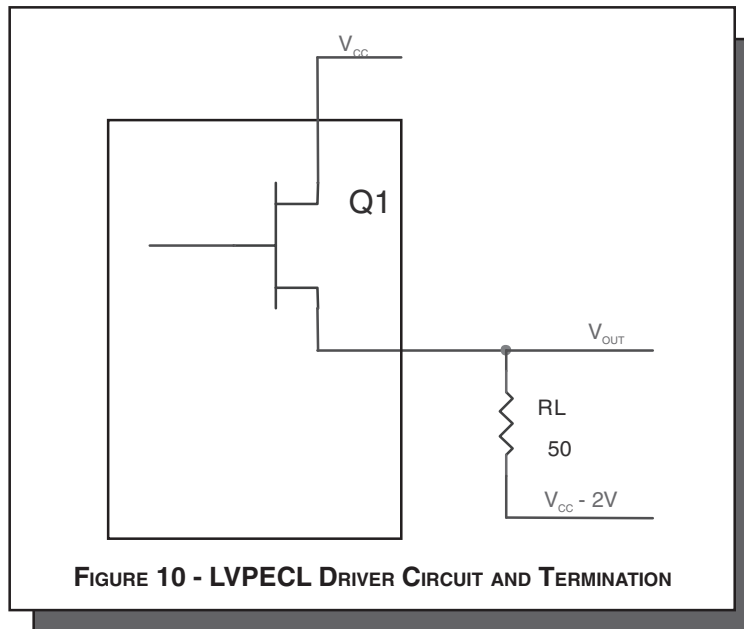 VCC
Q1
VOUT
RL
50
VCC - 2V
FIGURE 10 - LVPECL DRIVER CIRCUIT AND TERMINATION